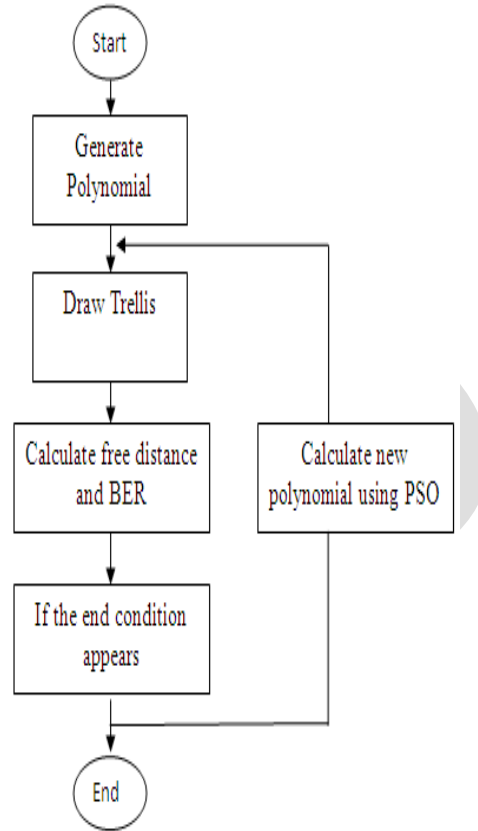 Start
Generate
Polynomial
Draw Trellis
Calculate free distance
and BER
Calculate new
polynomial using PSO
If the end condition
appears
End